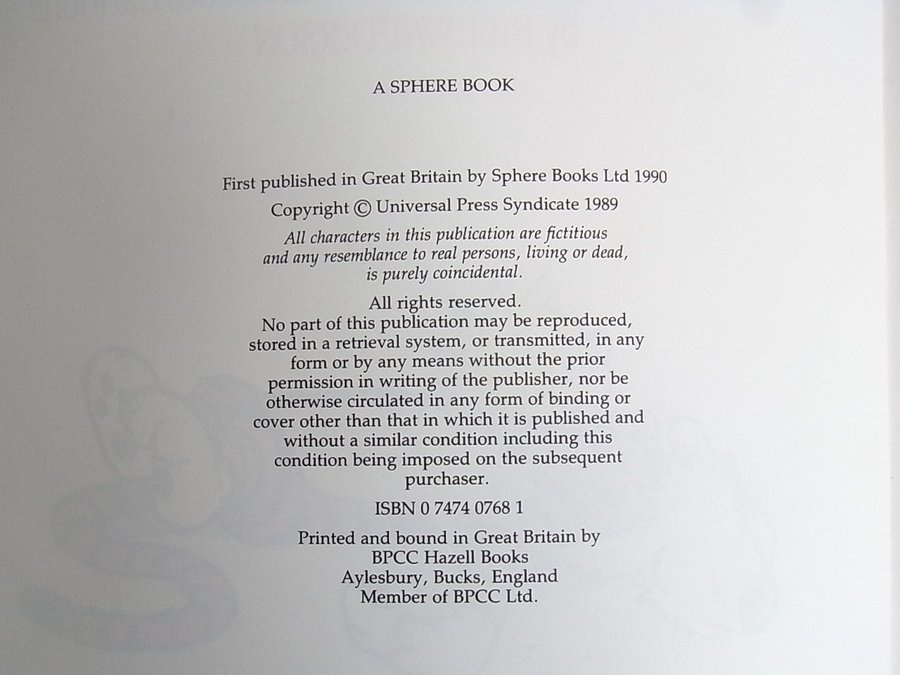 A SPHERE BOOK
First published in Great Britain by Sphere Books Ltd 1990
Copyright © Universal Press Syndicate 1989
All characters in this publication are fictitious
and any resemblance to real persons, living or dead,
is purely coincidental.
All rights reserved.
No part of this publication may be reproduced,
stored in a retrieval system, or transmitted, in any
form or by any means without the prior
permission in writing of the publisher, nor be
otherwise circulated in any form of binding or
cover other than that in which it is published and
without a similar condition including this
condition being imposed on the subsequent
purchaser.
ISBN 0 7474 0768 1
Printed and bound in Great Britain by
BPCC Hazell Books
Aylesbury, Bucks, England
Member of BPCC Ltd.